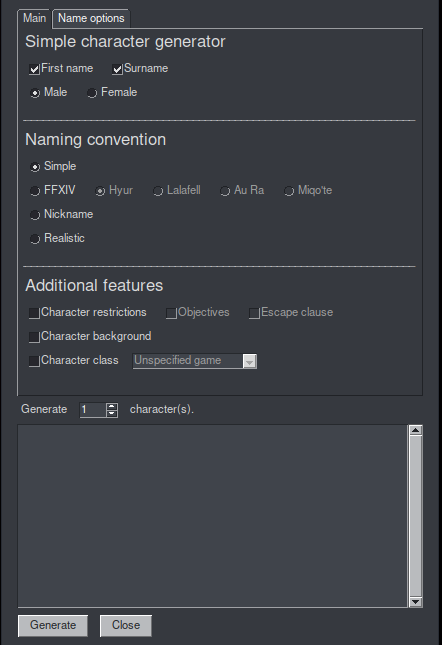 Main Name options
Simple character generator
First name Surname
Male Female
Naming convention
Simple
FFXIV Hyur Lalafell Au Ra Miqo'te
Nickname
Realistic
Additional features
Character restrictions Objectives Escape clause
Character background
Character class Unspecified game
Generate 1 character(s).
Generate Close